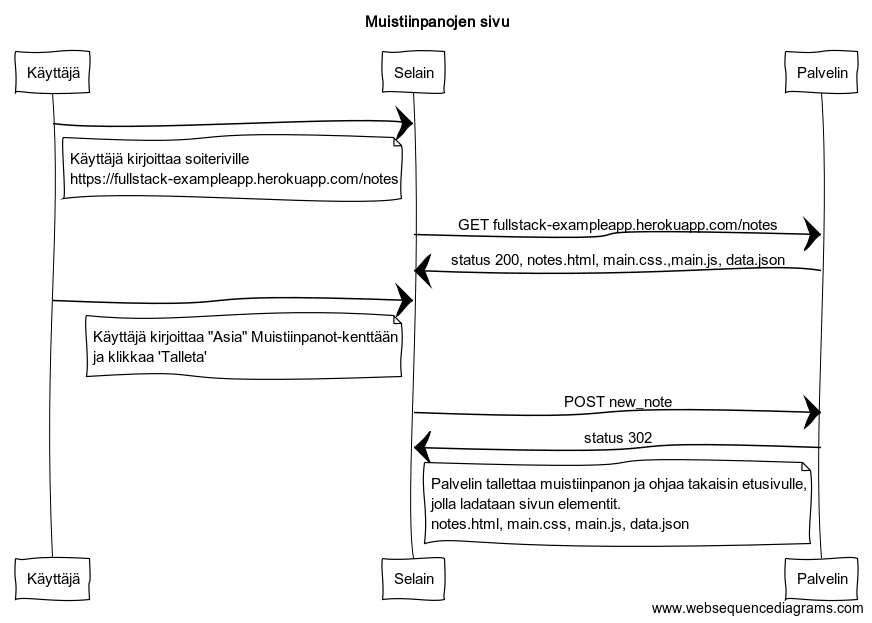 Muistiinpanojen sivu
Käyttäjä
Selain
Palvelin
Käyttäjä kirjoittaa soiteriville
https://fullstack-exampleapp.herokuapp.com/notes
GET fullstack-exampleapp.herokuapp.com/notes
status 200, notes.html, main.css.,main.js, data.json
Käyttäjä kirjoittaa "Asia" Muistiinpanot-kenttään
ja klikkaa 'Talleta'
POST new_note
status 302
Palvelin tallettaa muistiinpanon ja ohjaa takaisin etusivulle,
jolla ladataan sivun elementit.
notes.html, main.css, main.js, data.json
Käyttäjä
Selain
Palvelin
www.websequencediagrams.com